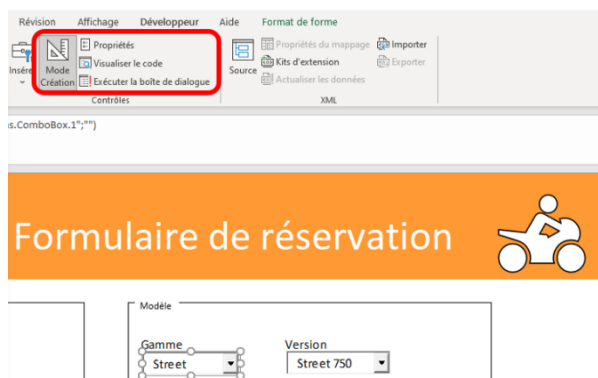 Révision Affichage Développeur Aide Format de forme
Propriétés
Visualiser le code
Exécuter la boîte de dialogue
Mode
Création
Contrôles
Source
Propriétés du mappage
Kits d'extension
Actualiser les données
Importer
Exporter
XML
.ComboBox.1";"")
Formulaire de réservation
Modèle
Gamme
Street
Version
Street 750